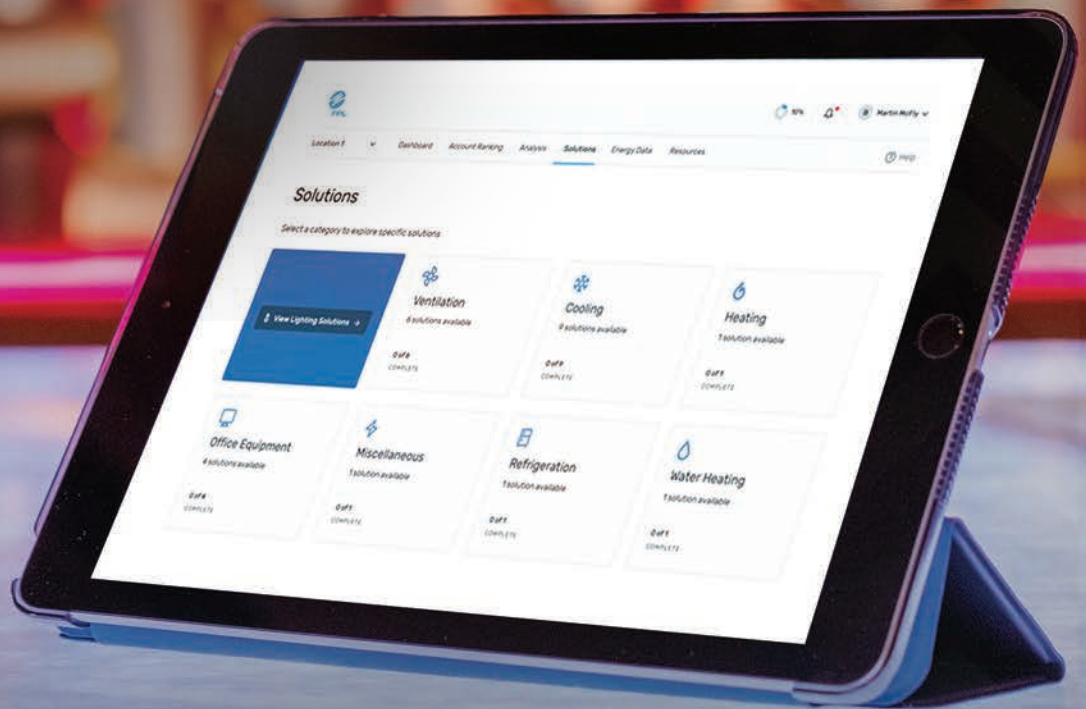 FPL
10%
Martin McFly
Location 1
Dashboard Account Ranking Analysis Solutions Energy Data Resources
Help
Solutions
Select a category to explore specific solutions
View Lighting Solutions →
Ventilation
6 solutions available
0 of 6
COMPLETE
Cooling
9 solutions available
0 of 9
COMPLETE
Heating
1 solution available
0 of 1
COMPLETE
Office Equipment
4 solutions available
0 of 4
COMPLETE
Miscellaneous
1 solution available
0 of 1
COMPLETE
Refrigeration
1 solution available
0 of 1
COMPLETE
Water Heating
1 solution available
0 of 1
COMPLETE